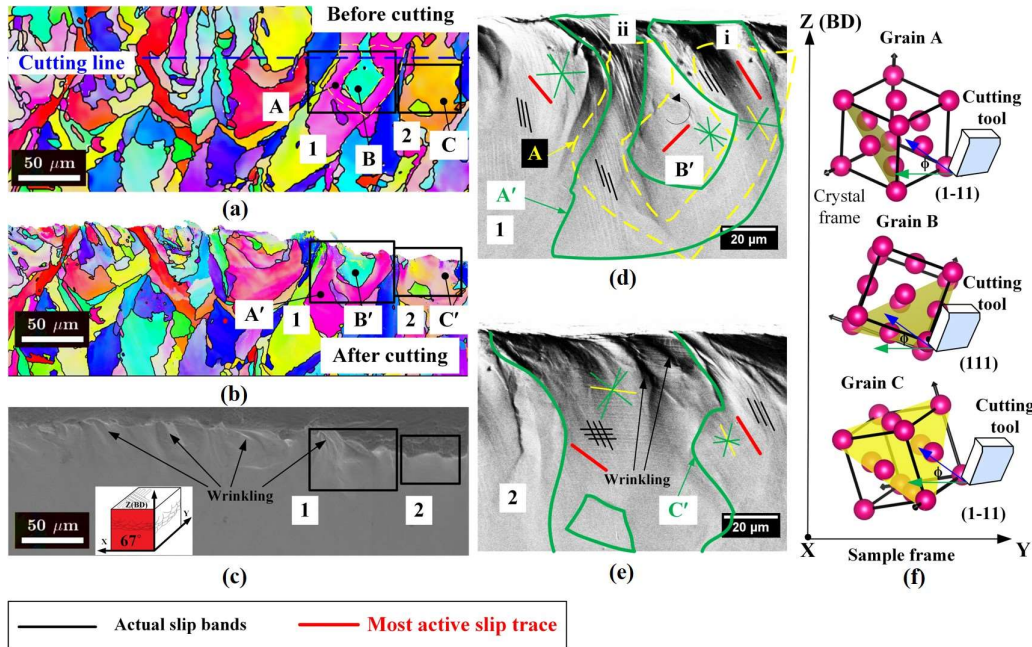 Before cutting
Cutting line
A
1
B
2
C
50 μm
(a)
A′
1
B′
2
C′
50 μm
After cutting
(b)
Wrinkling
1
2
50 μm
Z(BD)
Y
X
67°
(c)
ii
i
A
B′
A′
1
20 μm
(d)
Wrinkling
2
C′
20 μm
(e)
Z (BD)
Grain A
Cutting
tool
ϕ
Crystal
frame
(1-11)
Grain B
Cutting
tool
ϕ
(111)
Grain C
Cutting
tool
ϕ
(1-11)
X
Sample frame
Y
(f)
Actual slip bands
Most active slip trace